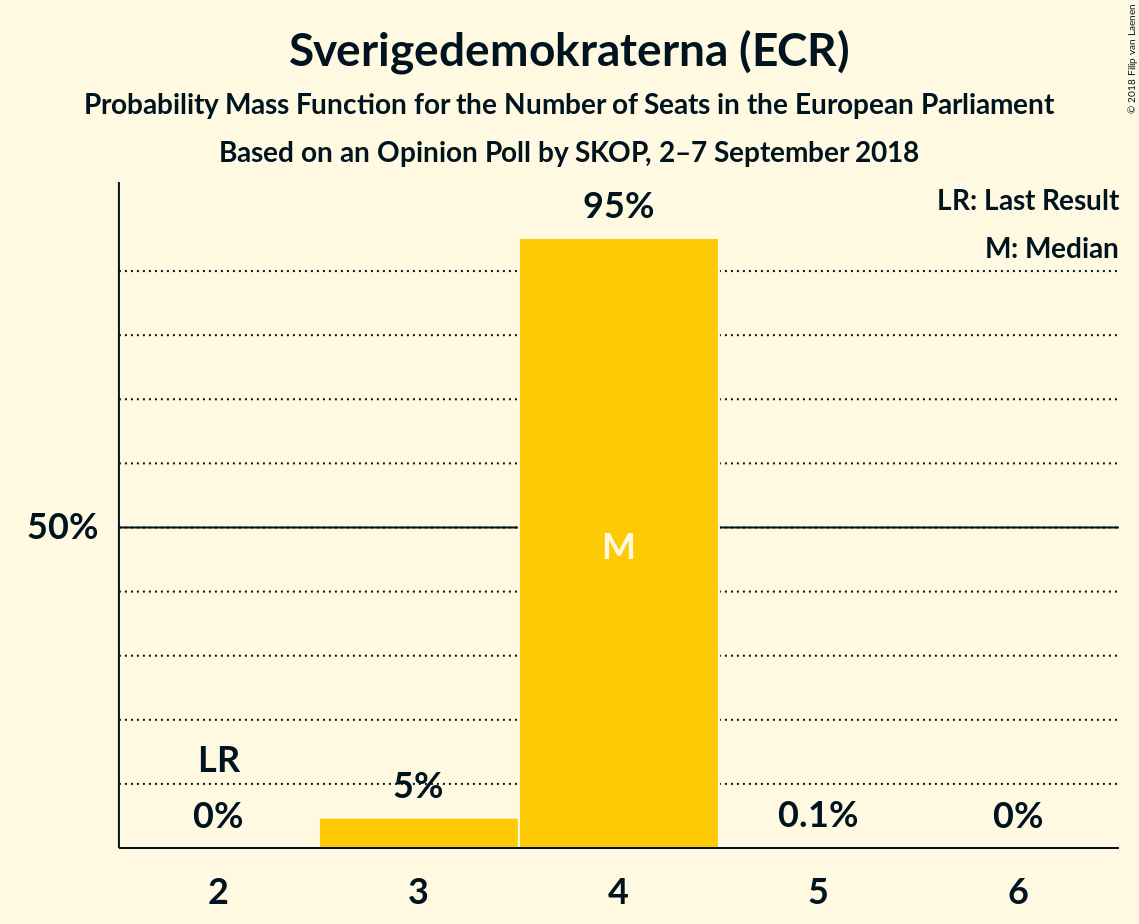 Sverigedemokraterna (ECR)
Probability Mass Function for the Number of Seats in the European Parliament
Based on an Opinion Poll by SKOP, 2–7 September 2018
© 2018 Filip van Laenen
LR: Last Result
M: Median
95%
50%
M
LR
0%
5%
0.1%
0%
2
3
4
5
6